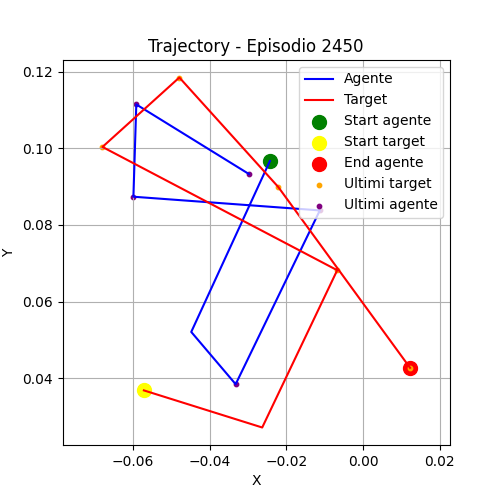 Trajectory - Episodio 2450
Agente
Target
Start agente
Start target
End agente
Ultimi target
Ultimi agente
Y
0.12
0.10
0.08
0.06
0.04
−0.06
−0.04
−0.02
0.00
0.02
X